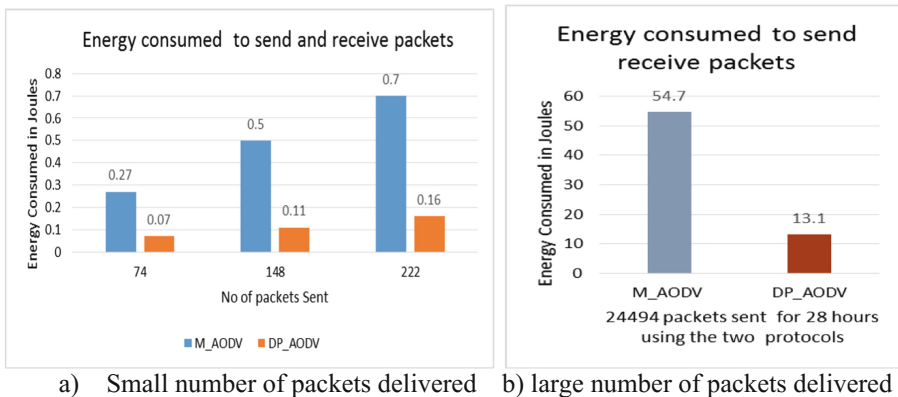 Energy consumed to send and receive packets
Energy Consumed in Joules
0.8
0.7
0.6
0.5
0.4
0.3
0.2
0.1
0
0.27
0.07
0.5
0.11
0.7
0.16
74 148 222
No of packets Sent
M_AODV DP_AODV
a) Small number of packets delivered
Energy consumed to send
receive packets
Energy Consumed in Joules
60
50
40
30
20
10
0
54.7
13.1
M_AODV DP_AODV
24494 packets sent for 28 hours
using the two protocols
b) large number of packets delivered